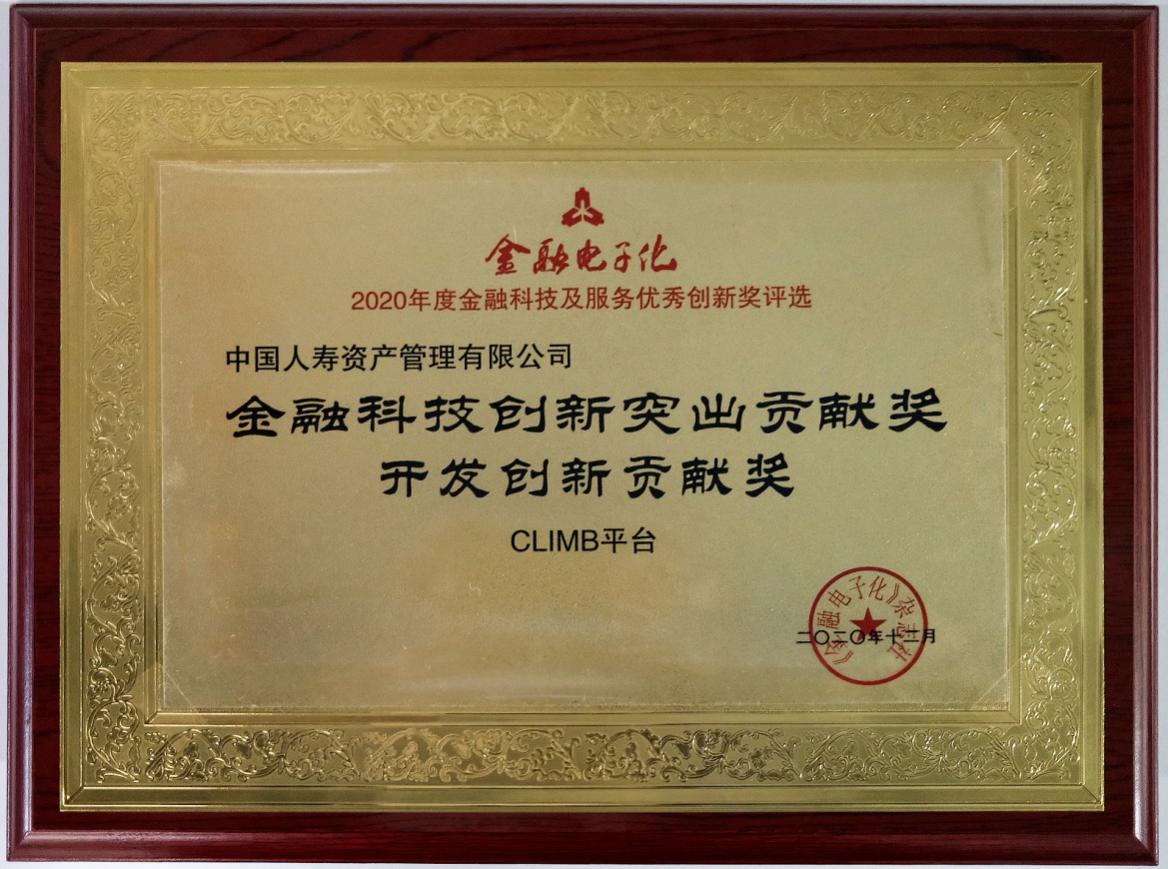 金融电子化
2020年度金融科技及服务优秀创新奖评选
中国人寿资产管理有限公司
金融科技创新突出贡献奖
开发创新贡献奖
CLIMB平台
《金融电子化》杂志社
二〇二〇年十二月